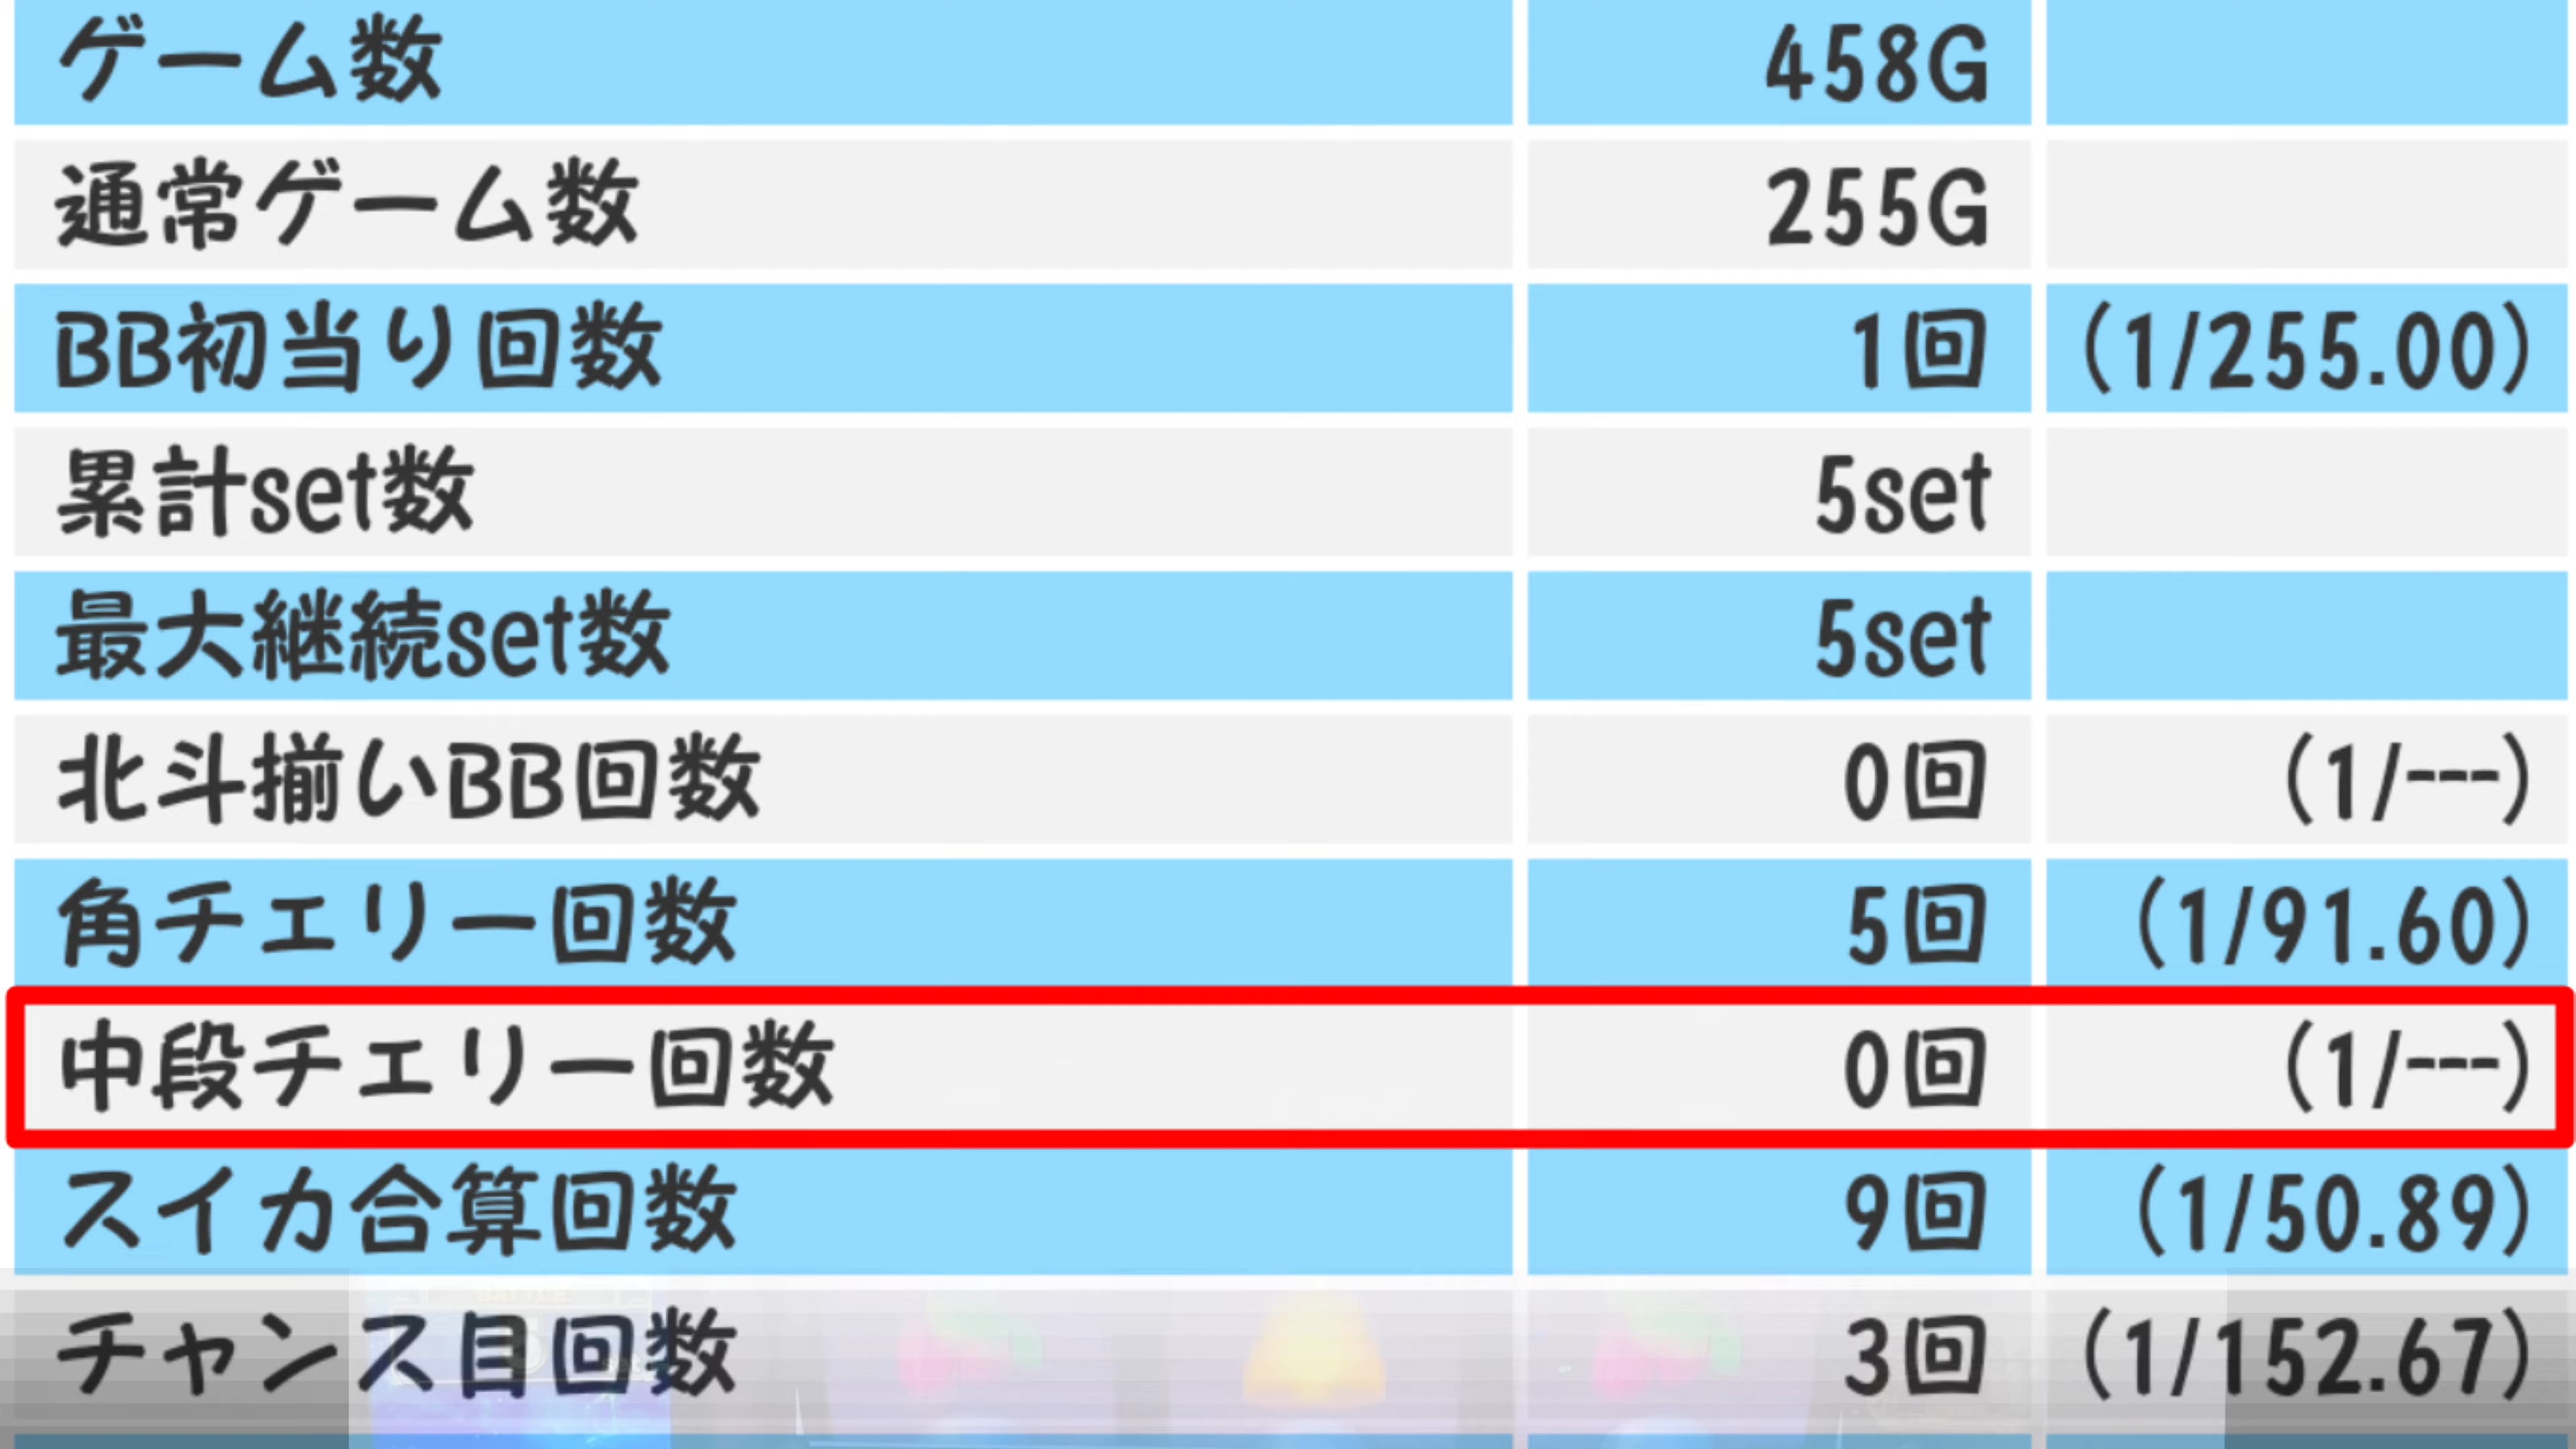 ゲーム数 458G
通常ゲーム数 255G
BB初当り回数 1回 (1/255.00)
累計set数 5set
最大継続set数 5set
北斗揃いBB回数 0回 (1/---)
角チェリー回数 5回 (1/91.60)
中段チェリー回数 0回 (1/---)
スイカ合算回数 9回 (1/50.89)
チャンス目回数 3回 (1/152.67)